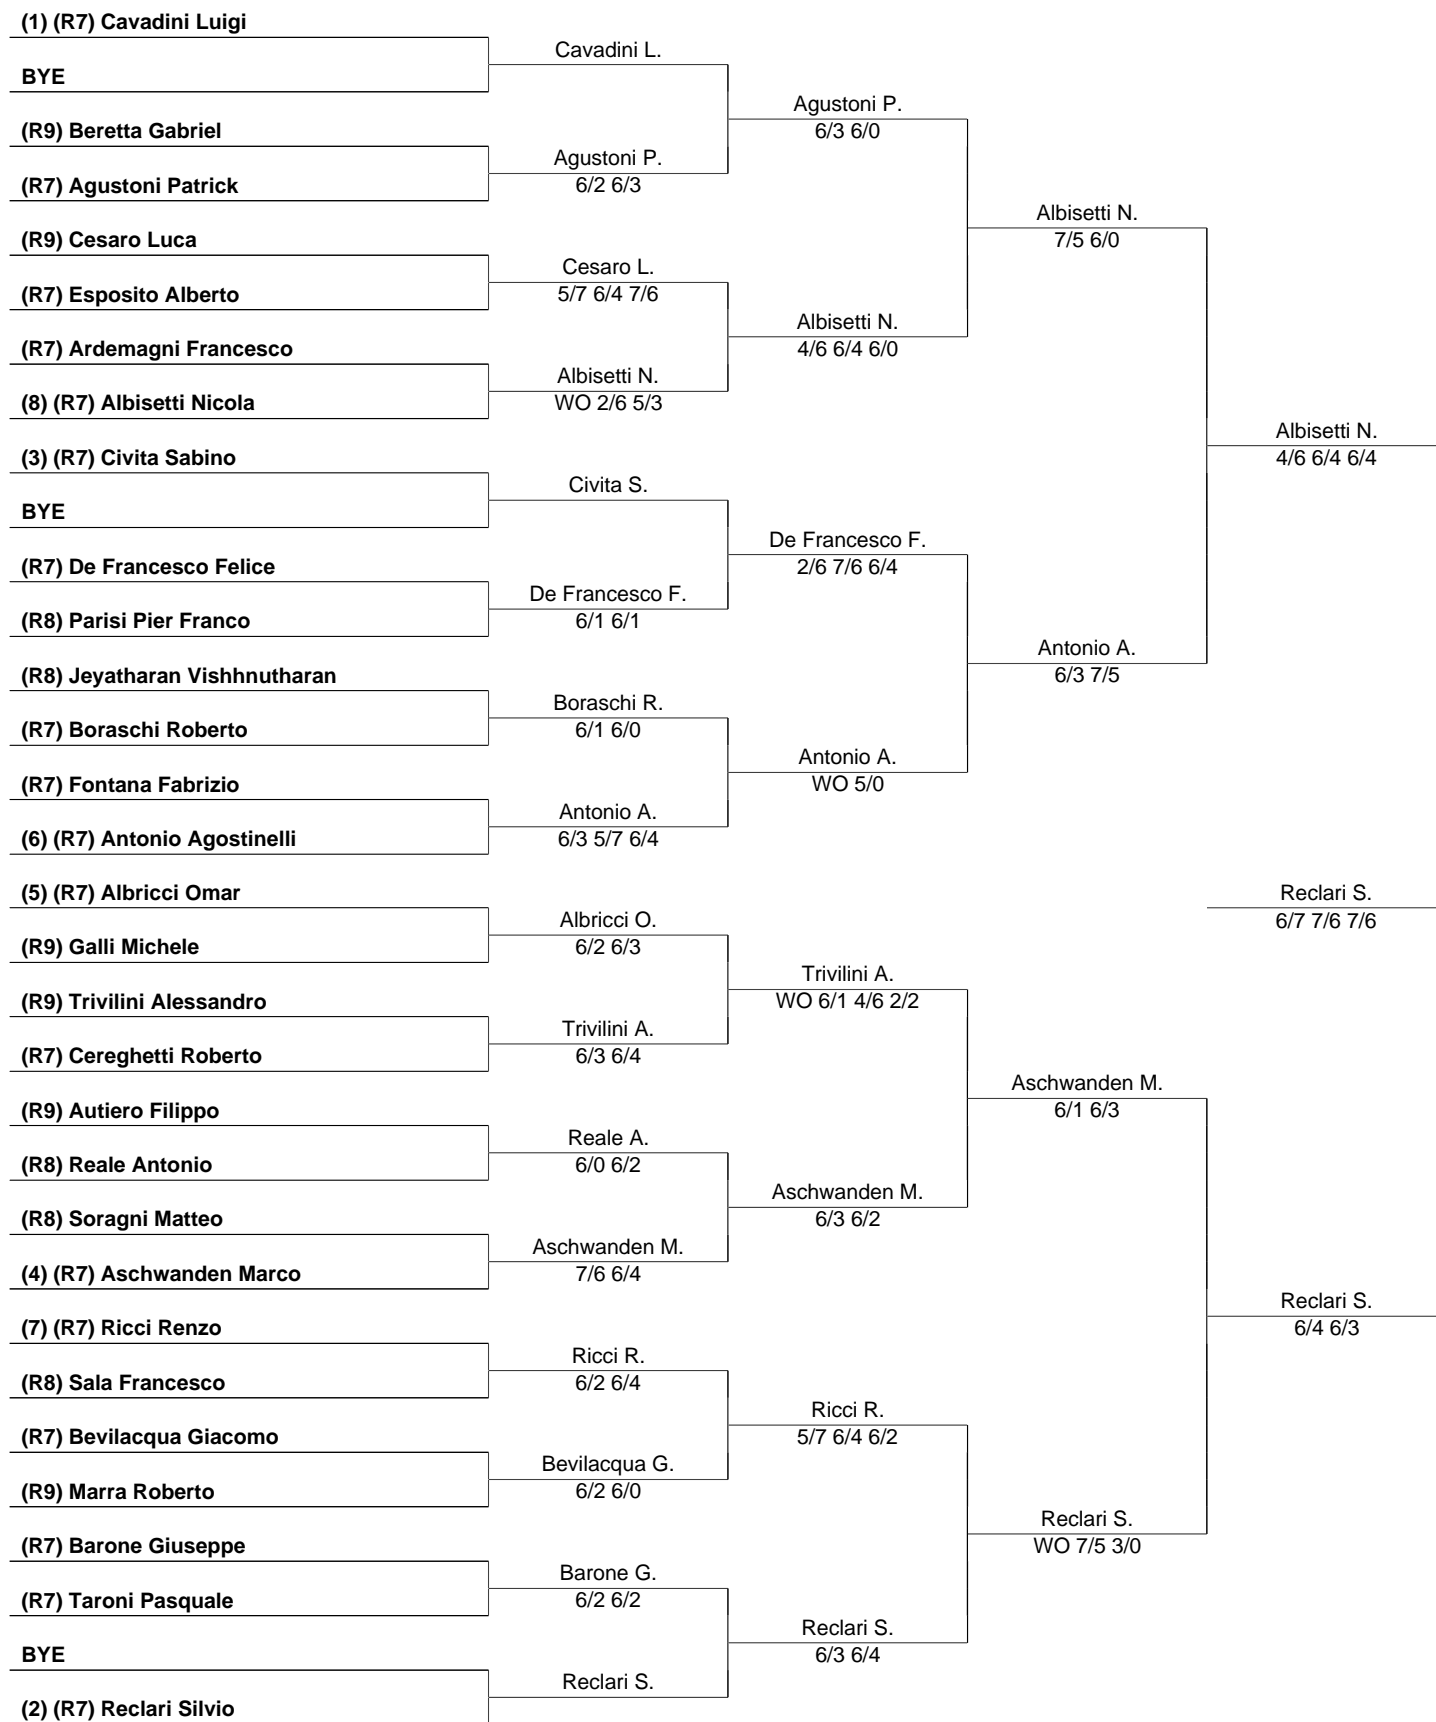 (1) (R7) Cavadini Luigi
Cavadini L.
BYE
Agustoni P.
6/3 6/0
(R9) Beretta Gabriel
Agustoni P.
6/2 6/3
(R7) Agustoni Patrick
Albisetti N.
7/5 6/0
(R9) Cesaro Luca
Cesaro L.
5/7 6/4 7/6
(R7) Esposito Alberto
Albisetti N.
4/6 6/4 6/0
(R7) Ardemagni Francesco
Albisetti N.
WO 2/6 5/3
(8) (R7) Albisetti Nicola
Albisetti N.
4/6 6/4 6/4
(3) (R7) Civita Sabino
Civita S.
BYE
De Francesco F.
2/6 7/6 6/4
(R7) De Francesco Felice
De Francesco F.
6/1 6/1
(R8) Parisi Pier Franco
Antonio A.
6/3 7/5
(R8) Jeyatharan Vishhnutharan
Boraschi R.
6/1 6/0
(R7) Boraschi Roberto
Antonio A.
WO 5/0
(R7) Fontana Fabrizio
Antonio A.
6/3 5/7 6/4
(6) (R7) Antonio Agostinelli
(5) (R7) Albricci Omar
Reclari S.
6/7 7/6 7/6
Albricci O.
6/2 6/3
(R9) Galli Michele
Trivilini A.
WO 6/1 4/6 2/2
(R9) Trivilini Alessandro
Trivilini A.
6/3 6/4
(R7) Cereghetti Roberto
Aschwanden M.
6/1 6/3
(R9) Autiero Filippo
Reale A.
6/0 6/2
(R8) Reale Antonio
Aschwanden M.
6/3 6/2
(R8) Soragni Matteo
Aschwanden M.
7/6 6/4
(4) (R7) Aschwanden Marco
Reclari S.
6/4 6/3
(7) (R7) Ricci Renzo
Ricci R.
6/2 6/4
(R8) Sala Francesco
Ricci R.
5/7 6/4 6/2
(R7) Bevilacqua Giacomo
Bevilacqua G.
6/2 6/0
(R9) Marra Roberto
Reclari S.
WO 7/5 3/0
(R7) Barone Giuseppe
Barone G.
6/2 6/2
(R7) Taroni Pasquale
Reclari S.
6/3 6/4
BYE
Reclari S.
(2) (R7) Reclari Silvio